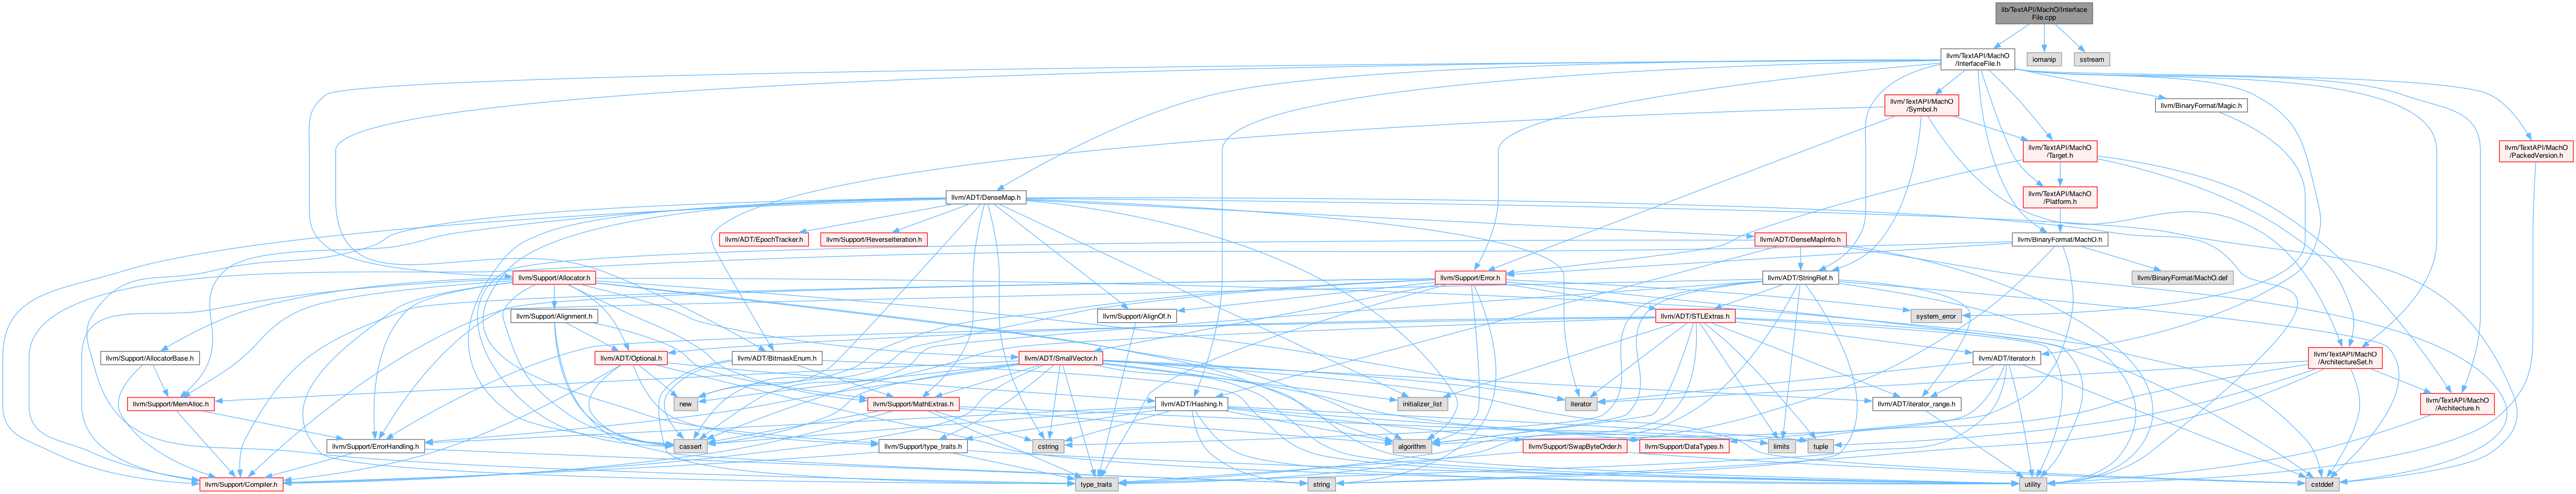 lib/TextAPI/MachO/Interface
File.cpp
llvm/TextAPI/MachO
/InterfaceFile.h
iomanip
sstream
llvm/TextAPI/MachO
/Symbol.h
llvm/BinaryFormat/Magic.h
llvm/TextAPI/MachO
/Target.h
llvm/TextAPI/MachO
/PackedVersion.h
llvm/ADT/DenseMap.h
llvm/TextAPI/MachO
/Platform.h
llvm/ADT/EpochTracker.h
llvm/Support/ReverseIteration.h
llvm/ADT/DenseMapInfo.h
llvm/BinaryFormat/MachO.h
llvm/Support/Allocator.h
llvm/Support/Error.h
llvm/ADT/StringRef.h
llvm/BinaryFormat/MachO.def
llvm/Support/Alignment.h
llvm/Support/AlignOf.h
llvm/ADT/STLExtras.h
system_error
llvm/Support/AllocatorBase.h
llvm/ADT/Optional.h
llvm/ADT/BitmaskEnum.h
llvm/ADT/SmallVector.h
llvm/ADT/iterator.h
llvm/TextAPI/MachO
/ArchitectureSet.h
llvm/Support/MemAlloc.h
new
llvm/Support/MathExtras.h
llvm/ADT/Hashing.h
initializer_list
iterator
llvm/ADT/iterator_range.h
llvm/TextAPI/MachO
/Architecture.h
llvm/Support/ErrorHandling.h
cassert
llvm/Support/type_traits.h
cstring
algorithm
llvm/Support/SwapByteOrder.h
llvm/Support/DataTypes.h
limits
tuple
llvm/Support/Compiler.h
type_traits
string
utility
cstddef